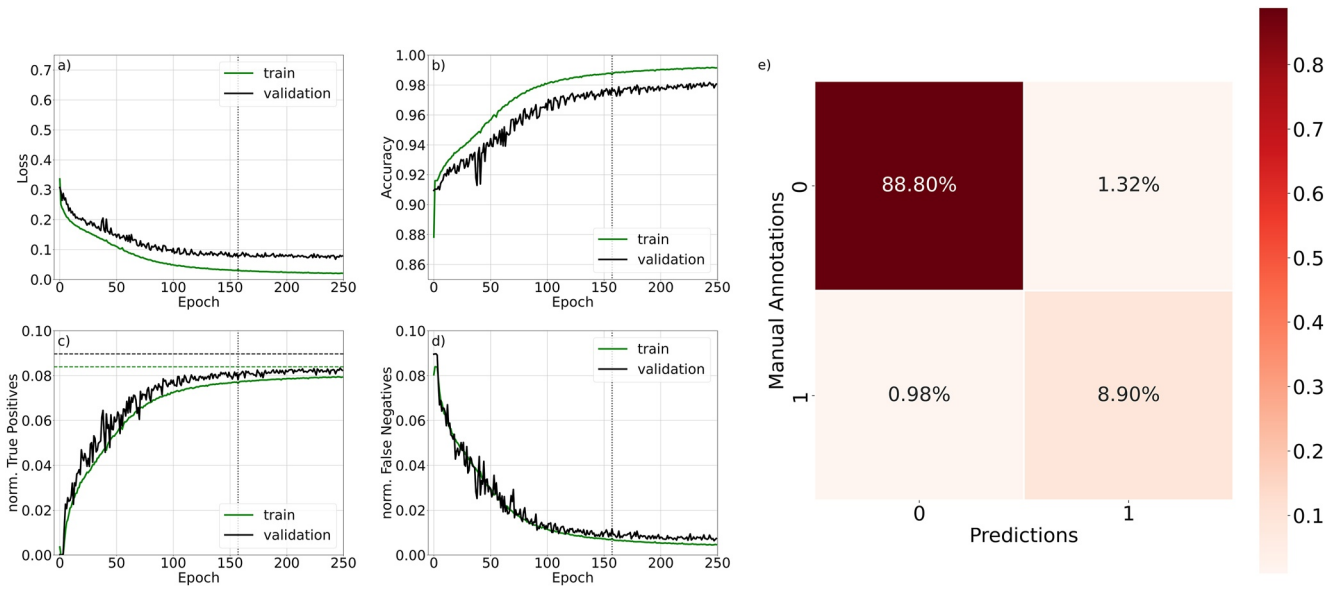 a)
train
validation
0.7
0.6
0.5
0.4
0.3
0.2
0.1
0.0
Loss
0 50 100 150 200 250
Epoch
b)
1.00
0.98
0.96
0.94
0.92
0.90
0.88
0.86
Accuracy
train
validation
0 50 100 150 200 250
Epoch
c)
0.10
0.08
0.06
0.04
0.02
0.00
norm. True Positives
train
validation
0 50 100 150 200 250
Epoch
d)
train
validation
0.10
0.08
0.06
0.04
0.02
0.00
norm. False Negatives
0 50 100 150 200 250
Epoch
e)
Manual Annotations
0
88.80% 1.32%
1
0.98% 8.90%
0 1
Predictions
0.8
0.7
0.6
0.5
0.4
0.3
0.2
0.1